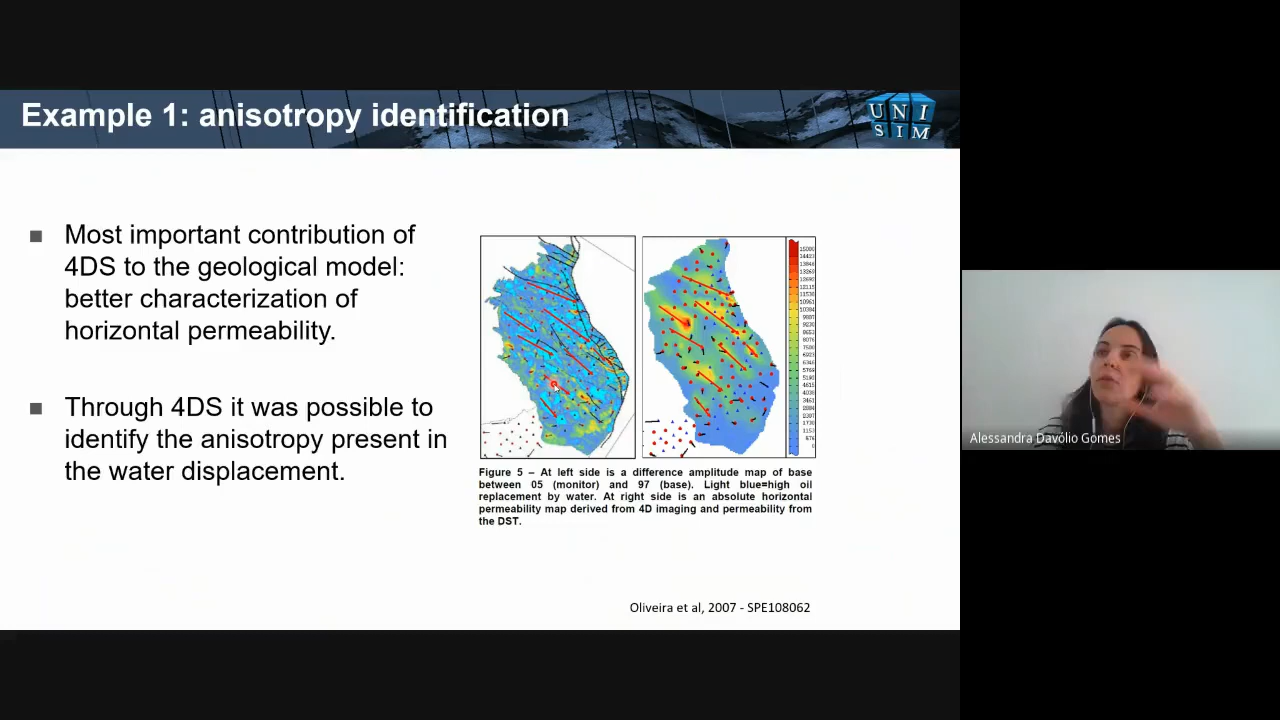 Example 1: anisotropy identification
UNI
SIM
Most important contribution of
4DS to the geological model:
better characterization of
horizontal permeability.
Through 4DS it was possible to
identify the anisotropy present in
the water displacement.
Figure 5 – At left side is a difference amplitude map of base
between 05 (monitor) and 97 (base). Light blue=high oil
replacement by water. At right side is an absolute horizontal
permeability map derived from 4D imaging and permeability from
the DST.
Oliveira et al, 2007 - SPE108062
Alessandra Davólio Gomes